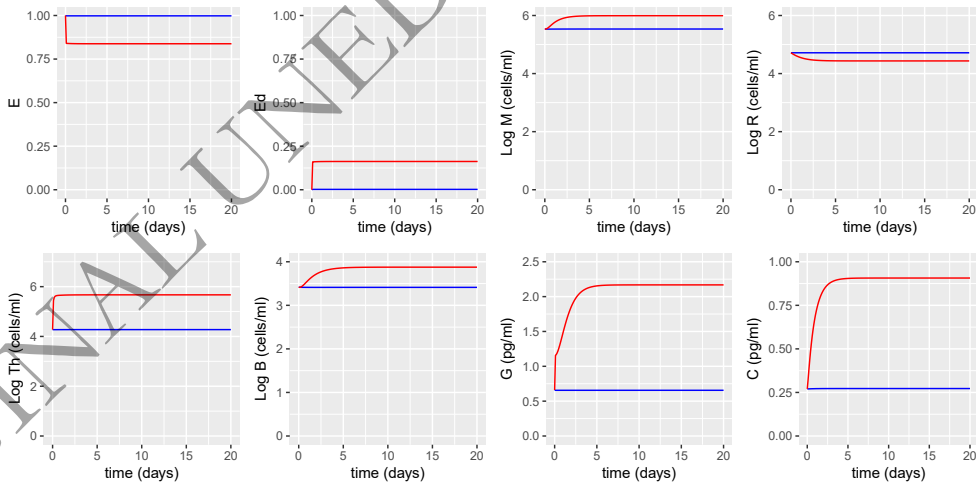 1.00
0.75
0.50
0.25
0.00
E
0 5 10 15 20
time (days)
1.00
0.75
0.50
0.25
0.00
Ed
0 5 10 15 20
time (days)
6
4
2
0
Log M (cells/ml)
0 5 10 15 20
time (days)
6
4
2
0
Log R (cells/ml)
0 5 10 15 20
time (days)
6
4
2
0
Log Th (cells/ml)
0 5 10 15 20
time (days)
4
3
2
1
0
Log B (cells/ml)
0 5 10 15 20
time (days)
2.5
2.0
1.5
1.0
0.5
0.0
G (pg/ml)
0 5 10 15 20
time (days)
1.00
0.75
0.50
0.25
0.00
C (pg/ml)
0 5 10 15 20
time (days)